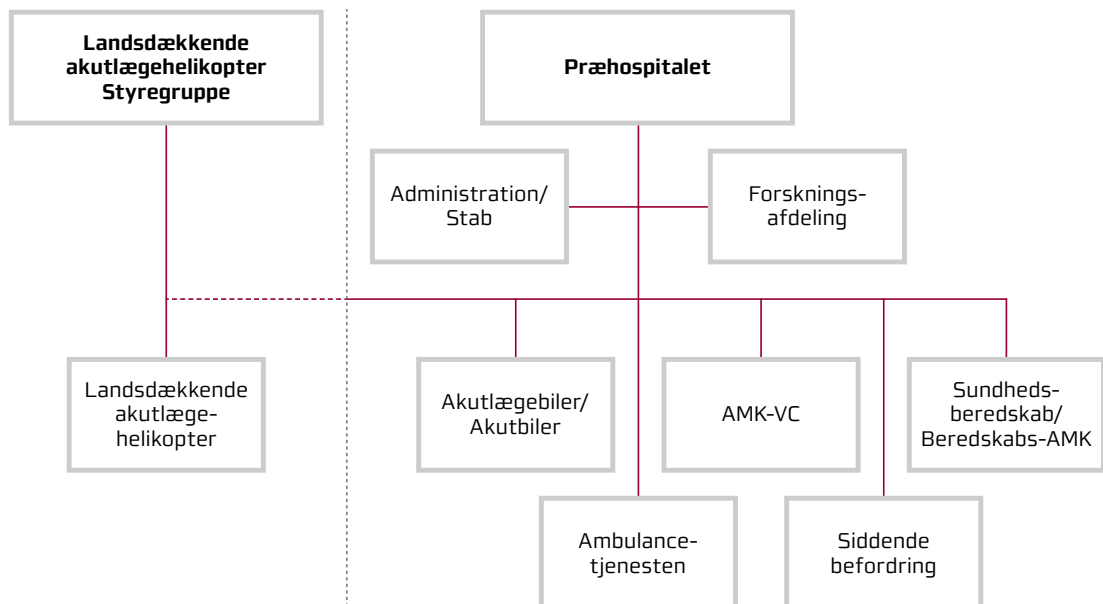 Landsdækkende
akutlægehelikopter
Styregruppe
Præhospitalet
Administration/
Stab
Forsknings-
afdeling
Landsdækkende
akutlæge-
helikopter
Akutlægebiler/
Akutbiler
AMK-VC
Sundheds-
beredskab/
Beredskabs-AMK
Ambulance-
tjenesten
Siddende
befordring